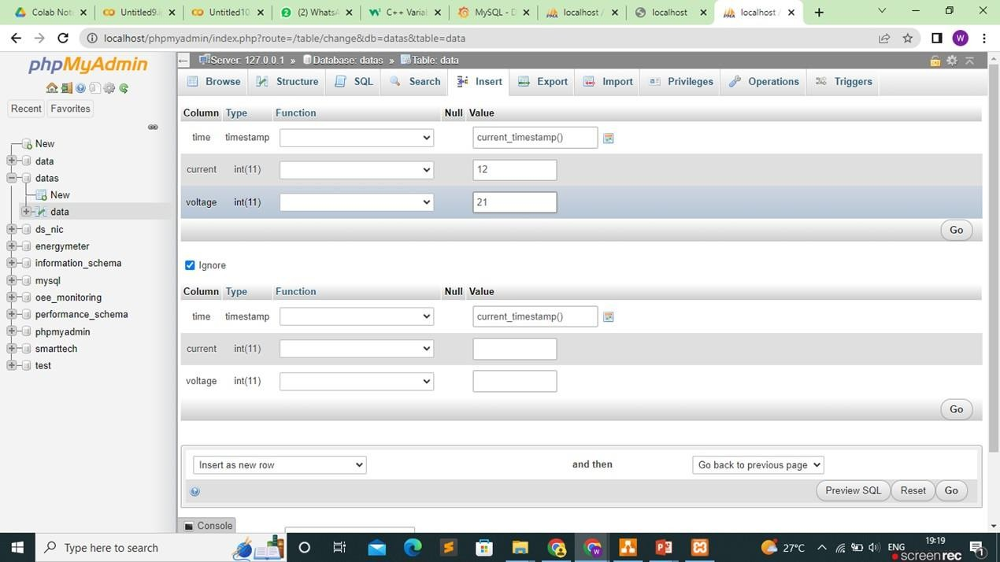 Colab Note
Untitled9.i
Untitled10
(2) WhatsA
C++ Varial
MySQL - D
localhost /
localhost
localhost /
localhost/phpmyadmin/index.php?route=/table/change&db=datas&table=data
W
phpMyAdmin
Recent
Favorites
New
data
datas
New
data
ds_nic
energymeter
information_schema
mysql
oee_monitoring
performance_schema
phpmyadmin
smarttech
test
Server: 127.0.0.1 » Database: datas » Table: data
Browse
Structure
SQL
Search
Insert
Export
Import
Privileges
Operations
Triggers
Column Type Function Null Value
time timestamp current_timestamp()
current int(11) 12
voltage int(11) 21
Go
Ignore
Column Type Function Null Value
time timestamp current_timestamp()
current int(11)
voltage int(11)
Go
Insert as new row and then Go back to previous page
Preview SQL Reset Go
Console
Type here to search
27°C
ENG
19:19
screenrec
1